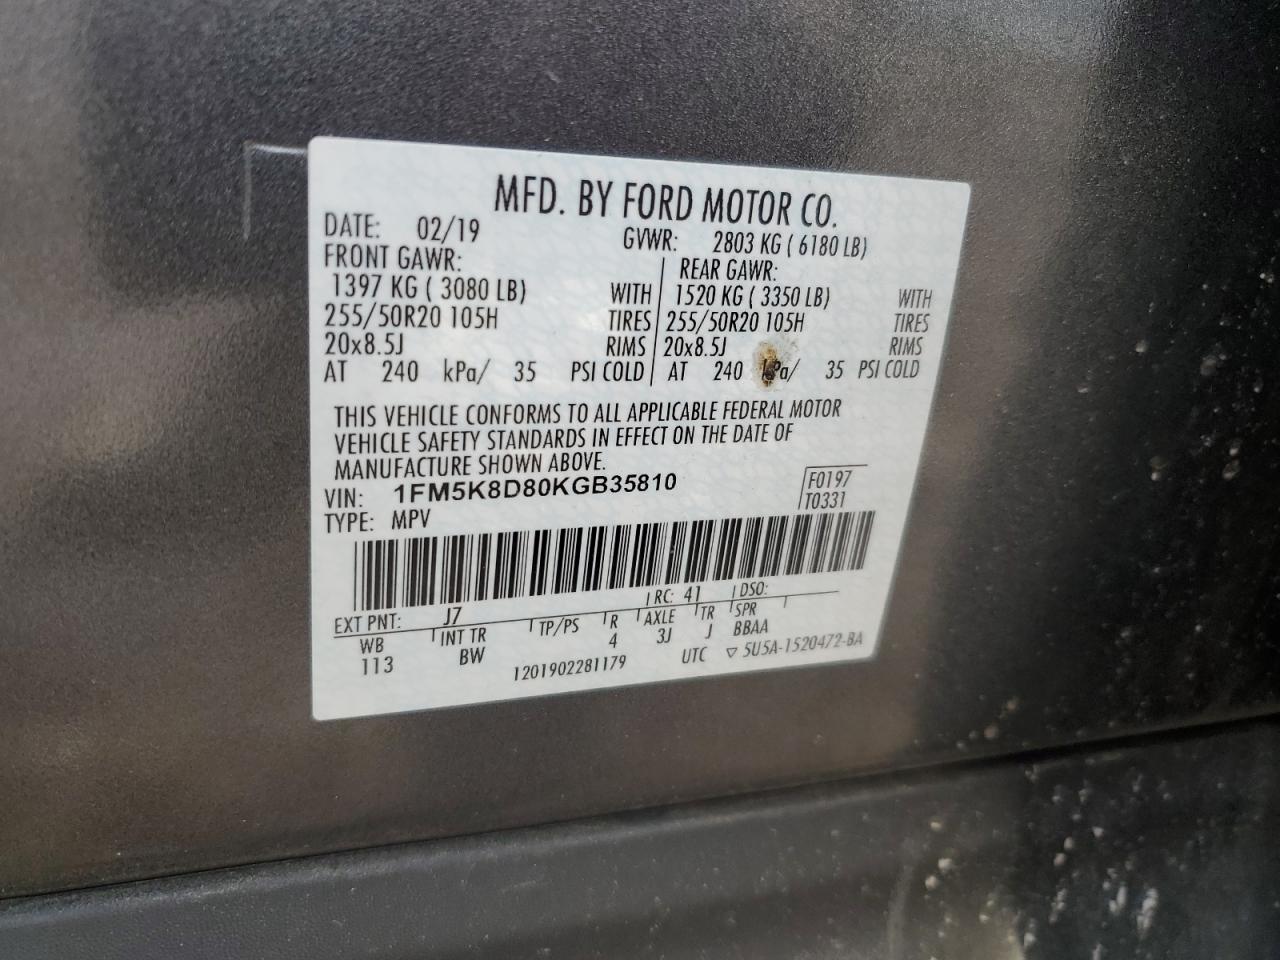 MFD. BY FORD MOTOR CO.
DATE: 02/19 GVWR: 2803 KG ( 6180 LB)
FRONT GAWR: REAR GAWR:
1397 KG ( 3080 LB) WITH 1520 KG ( 3350 LB) WITH
255/50R20 105H TIRES 255/50R20 105H TIRES
20x8.5J RIMS 20x8.5J RIMS
AT 240 kPa/ 35 PSI COLD AT 240 kPa/ 35 PSI COLD
THIS VEHICLE CONFORMS TO ALL APPLICABLE FEDERAL MOTOR
VEHICLE SAFETY STANDARDS IN EFFECT ON THE DATE OF
MANUFACTURE SHOWN ABOVE.
VIN: 1FM5K8D80KGB35810 F0197
TYPE: MPV T0331
EXT PNT: J7 RC: 41 DSO:
WB INT TR TP/PS R AXLE TR SPR
113 BW 4 3J J BBAA
1201902281179 UTC ▽ 5U5A-1520472-BA